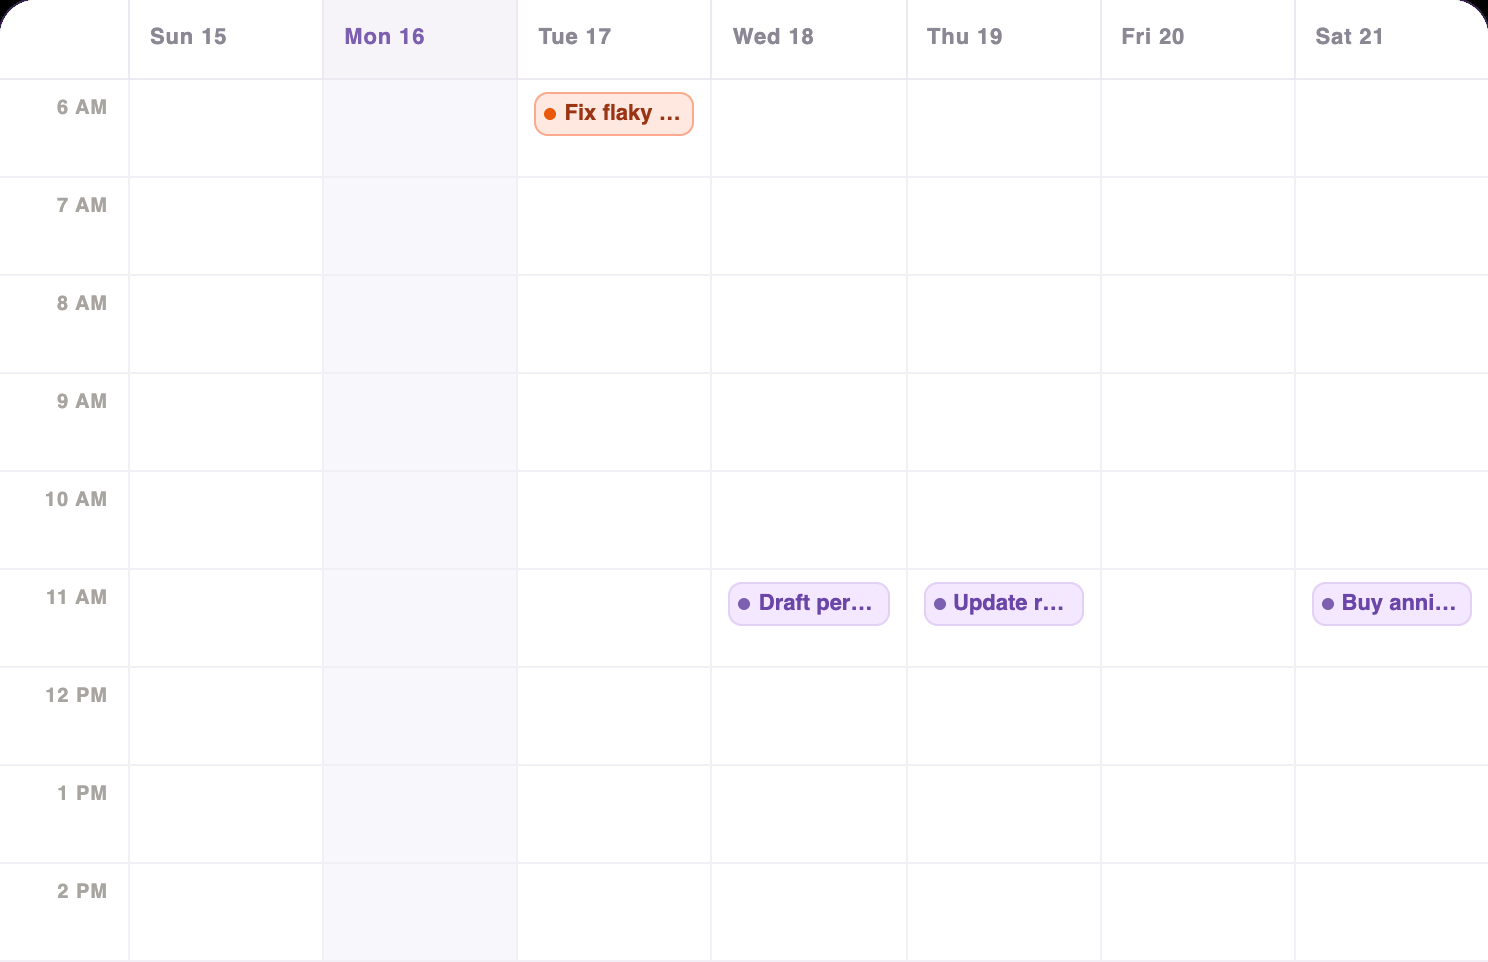 Sun 15
Mon 16
Tue 17
Wed 18
Thu 19
Fri 20
Sat 21
6 AM
Fix flaky ...
7 AM
8 AM
9 AM
10 AM
11 AM
Draft per...
Update r...
Buy anni...
12 PM
1 PM
2 PM